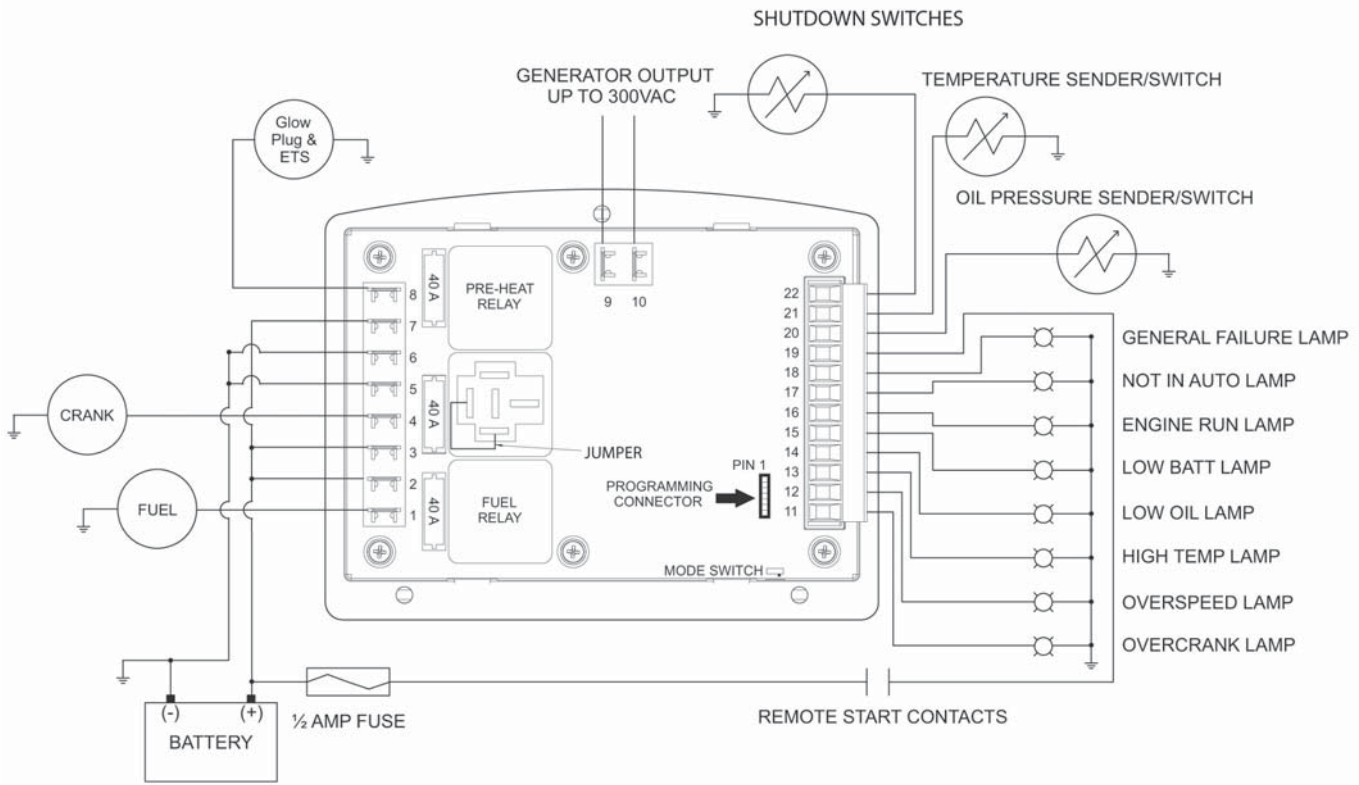 SHUTDOWN SWITCHES
GENERATOR OUTPUT
UP TO 300VAC
TEMPERATURE SENDER/SWITCH
Glow
Plug &
ETS
OIL PRESSURE SENDER/SWITCH
40 A
PRE-HEAT
RELAY
9 10
8
7
6
5
4
3
2
1
22
21
20
19
18
17
16
15
14
13
12
11
GENERAL FAILURE LAMP
NOT IN AUTO LAMP
ENGINE RUN LAMP
LOW BATT LAMP
LOW OIL LAMP
HIGH TEMP LAMP
OVERSPEED LAMP
OVERCRANK LAMP
CRANK
40 A
JUMPER
PIN 1
PROGRAMMING
CONNECTOR
FUEL
40 A
FUEL
RELAY
MODE SWITCH
(-) (+)
BATTERY
½ AMP FUSE
REMOTE START CONTACTS